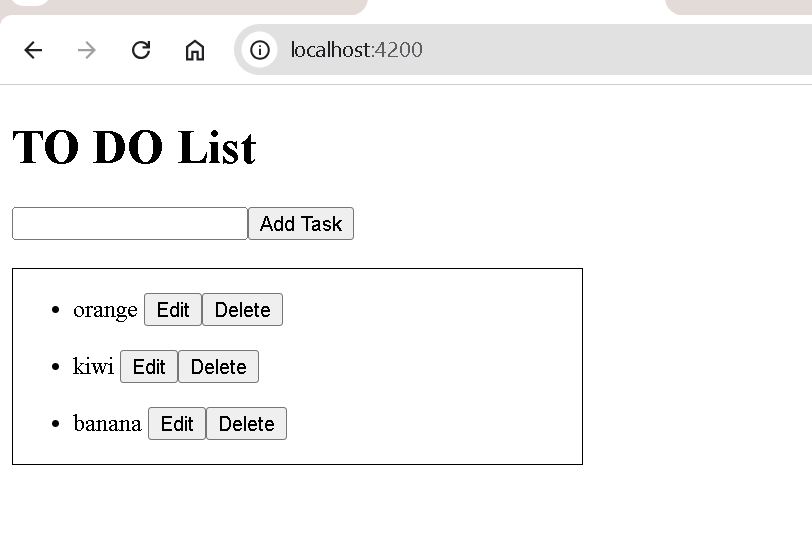 localhost:4200
TO DO List
Add Task
orange Edit Delete
kiwi Edit Delete
banana Edit Delete